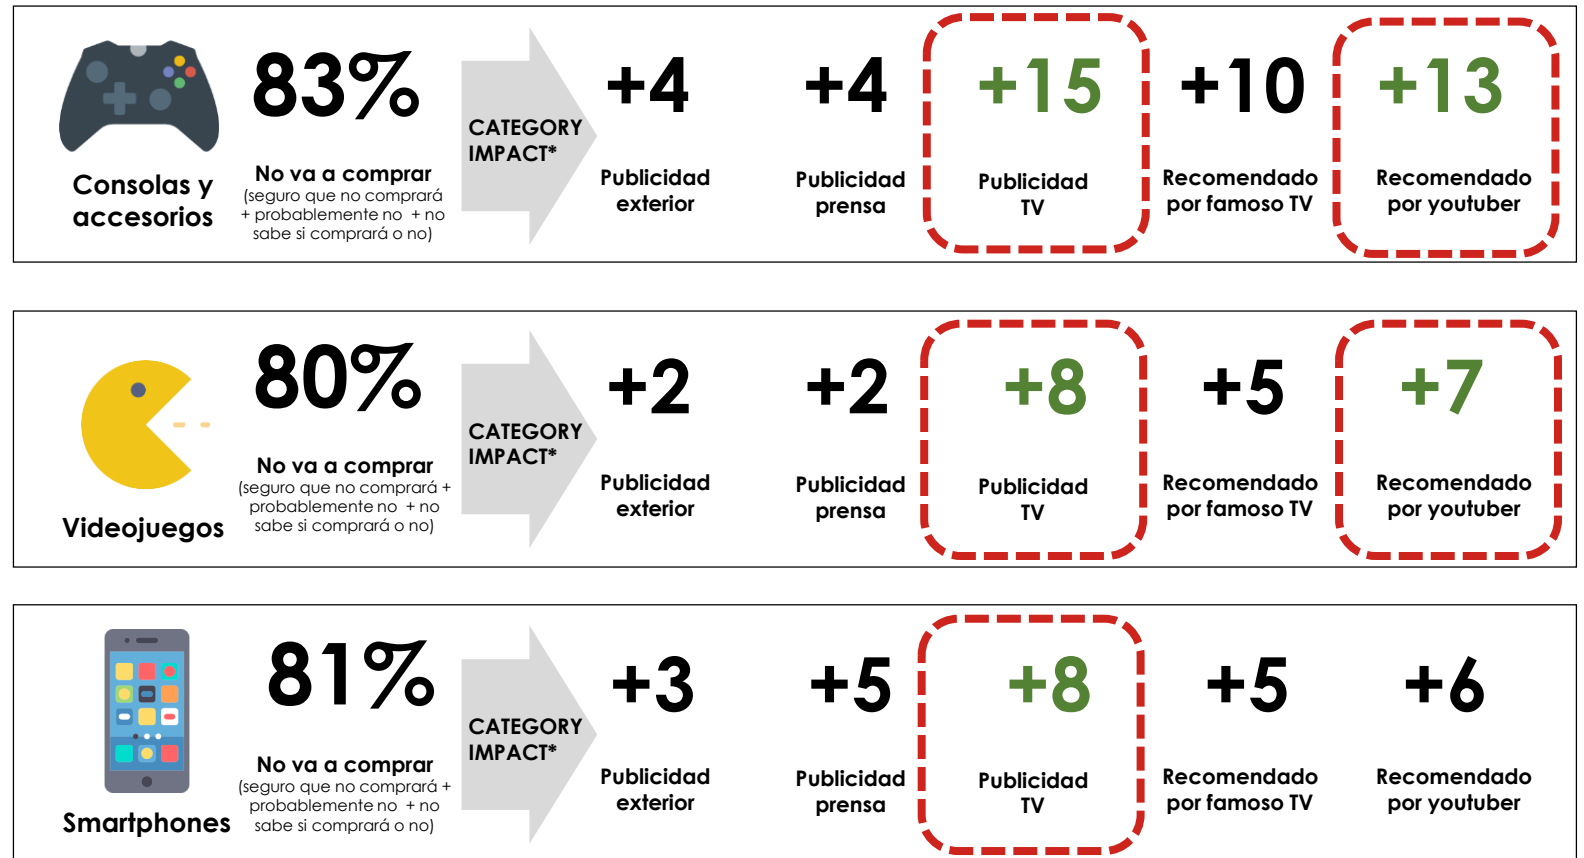 83%
No va a comprar
(seguro que no comprará
+ probablemente no + no
sabe si comprará o no)
Consolas y
accesorios
CATEGORY
IMPACT*
+4
Publicidad
exterior
+4
Publicidad
prensa
+15
Publicidad
TV
+10
Recomendado
por famoso TV
+13
Recomendado
por youtuber
80%
No va a comprar
(seguro que no comprará +
probablemente no + no
sabe si comprará o no)
Videojuegos
CATEGORY
IMPACT*
+2
Publicidad
exterior
+2
Publicidad
prensa
+8
Publicidad
TV
+5
Recomendado
por famoso TV
+7
Recomendado
por youtuber
81%
No va a comprar
(seguro que no comprará +
probablemente no + no
sabe si comprará o no)
Smartphones
CATEGORY
IMPACT*
+3
Publicidad
exterior
+5
Publicidad
prensa
+8
Publicidad
TV
+5
Recomendado
por famoso TV
+6
Recomendado
por youtuber